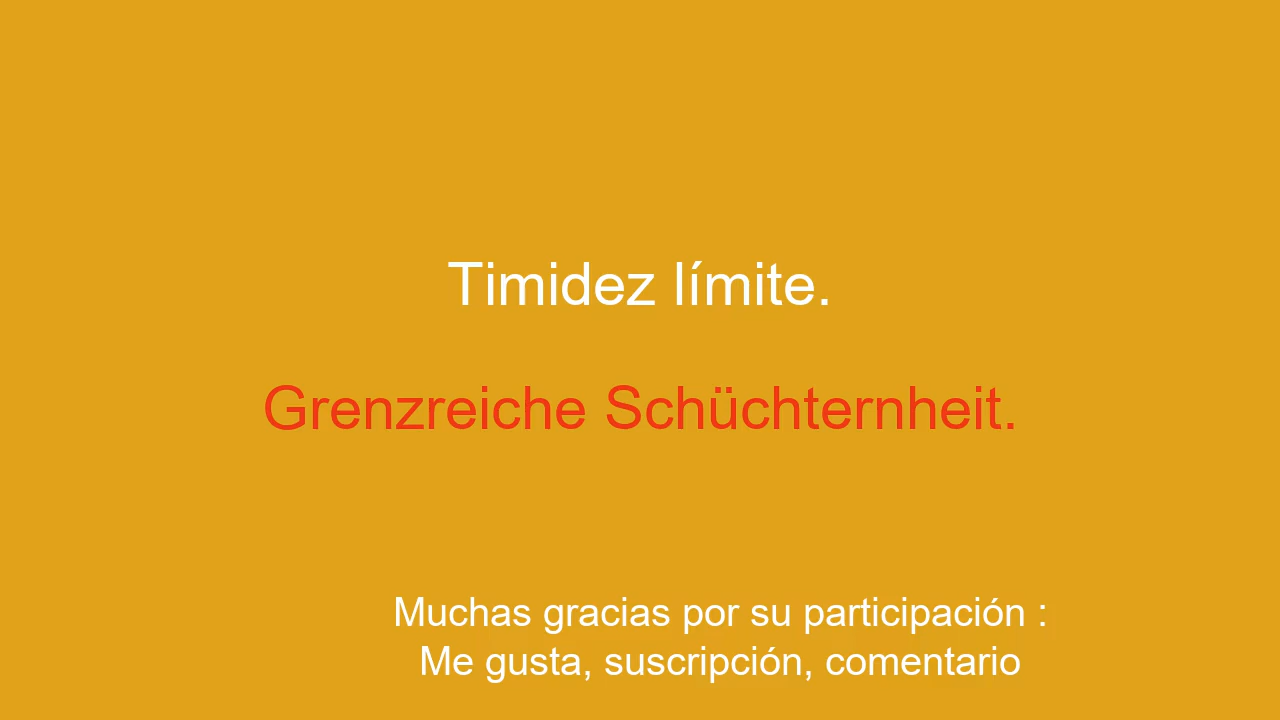 Timidez límite.
Grenzreiche Schüchternheit.
Muchas gracias por su participación :
Me gusta, suscripción, comentario